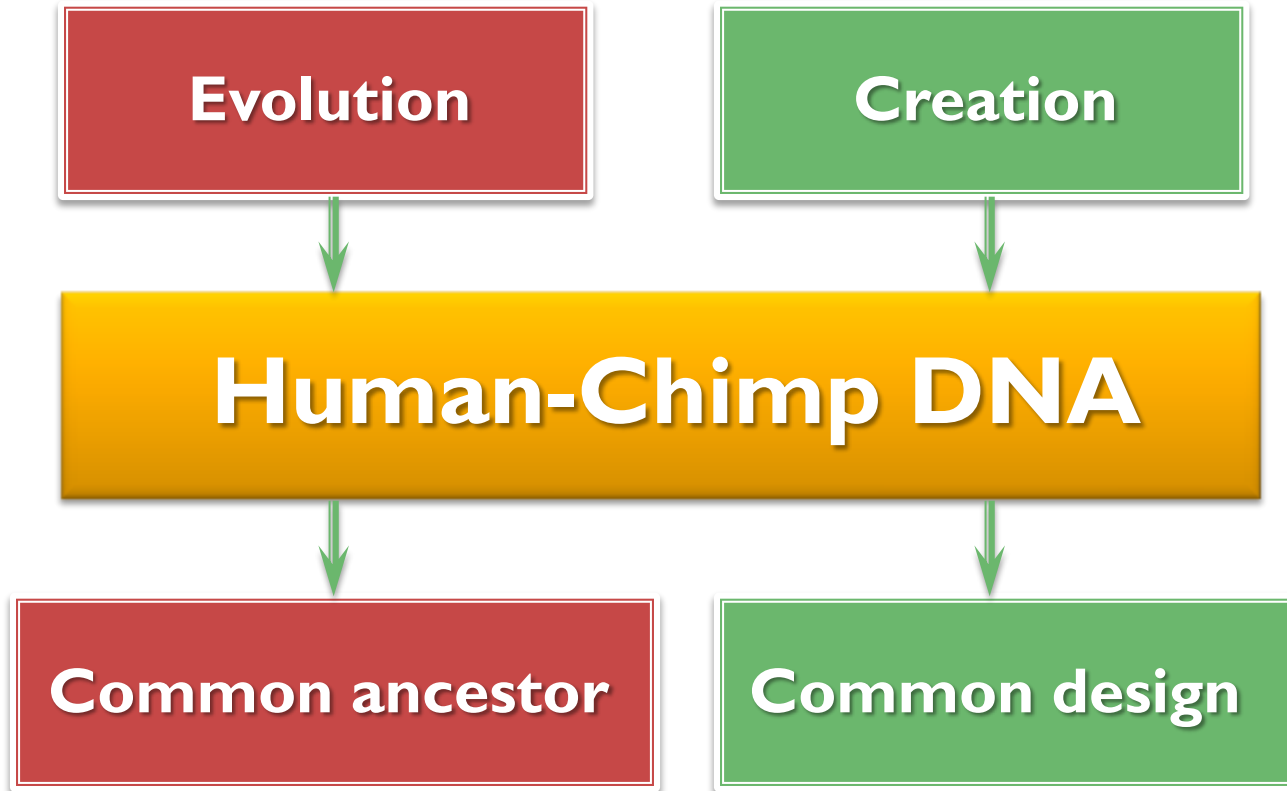 Evolution
Creation
Human-Chimp DNA
Common ancestor
Common design